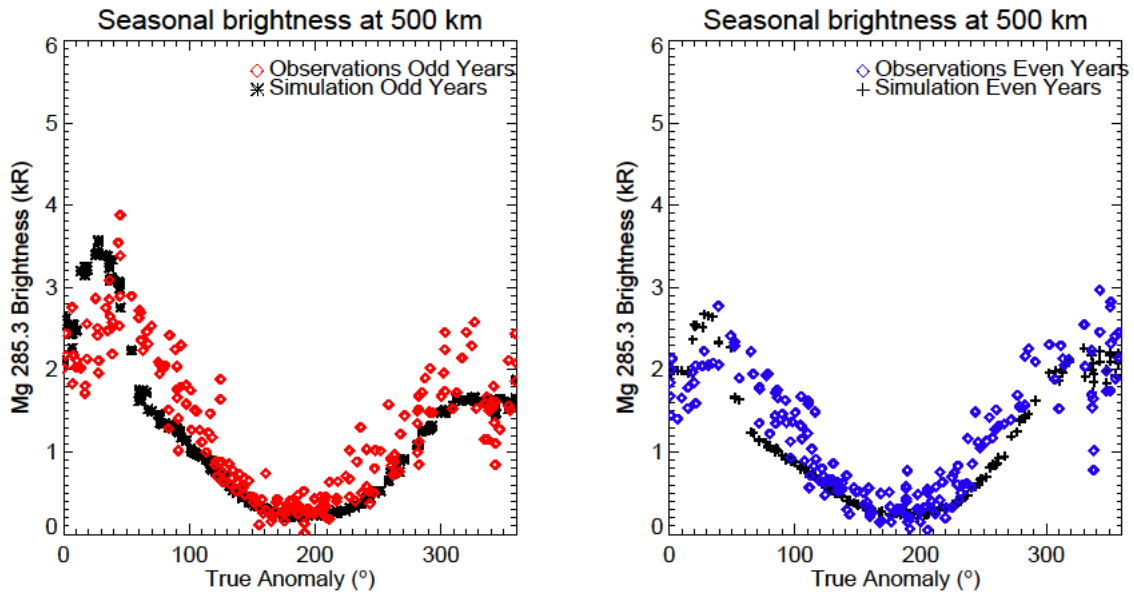 Seasonal brightness at 500 km
6
5
4
3
2
1
0
Mg 285.3 Brightness (kR)
Observations Odd Years
Simulation Odd Years
0 100 200 300
True Anomaly (°)
Seasonal brightness at 500 km
6
5
4
3
2
1
0
Mg 285.3 Brightness (kR)
Observations Even Years
Simulation Even Years
0 100 200 300
True Anomaly (°)